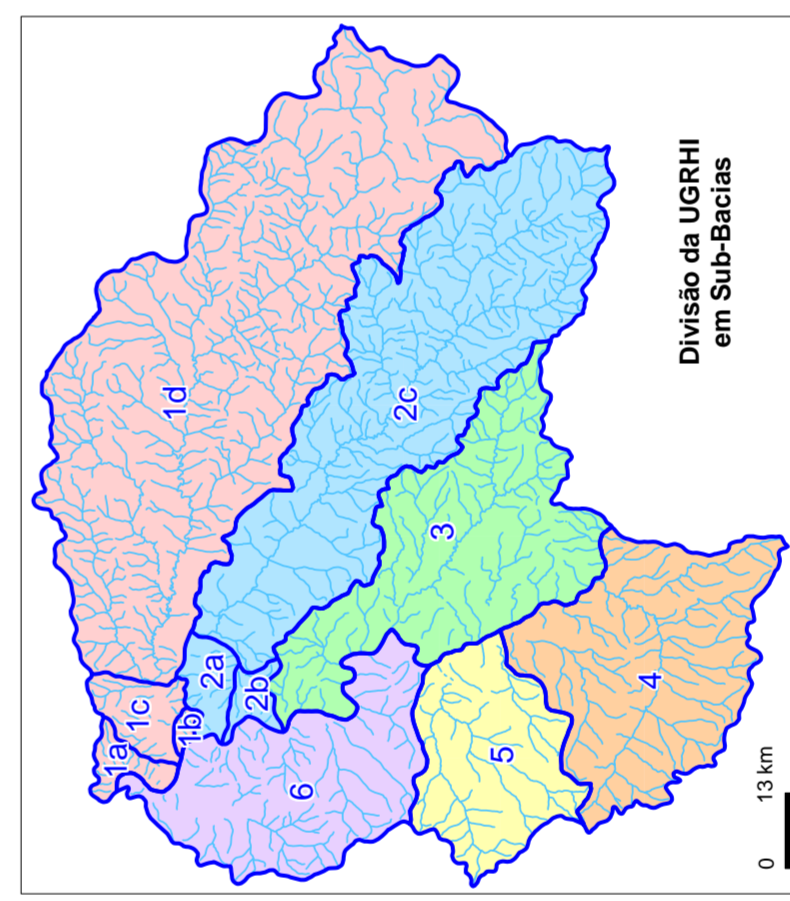 Divisão da UGRHI
em Sub-Bacias
1a
1b
1c
1d
2a
2b
2c
3
4
5
6
0 13 km